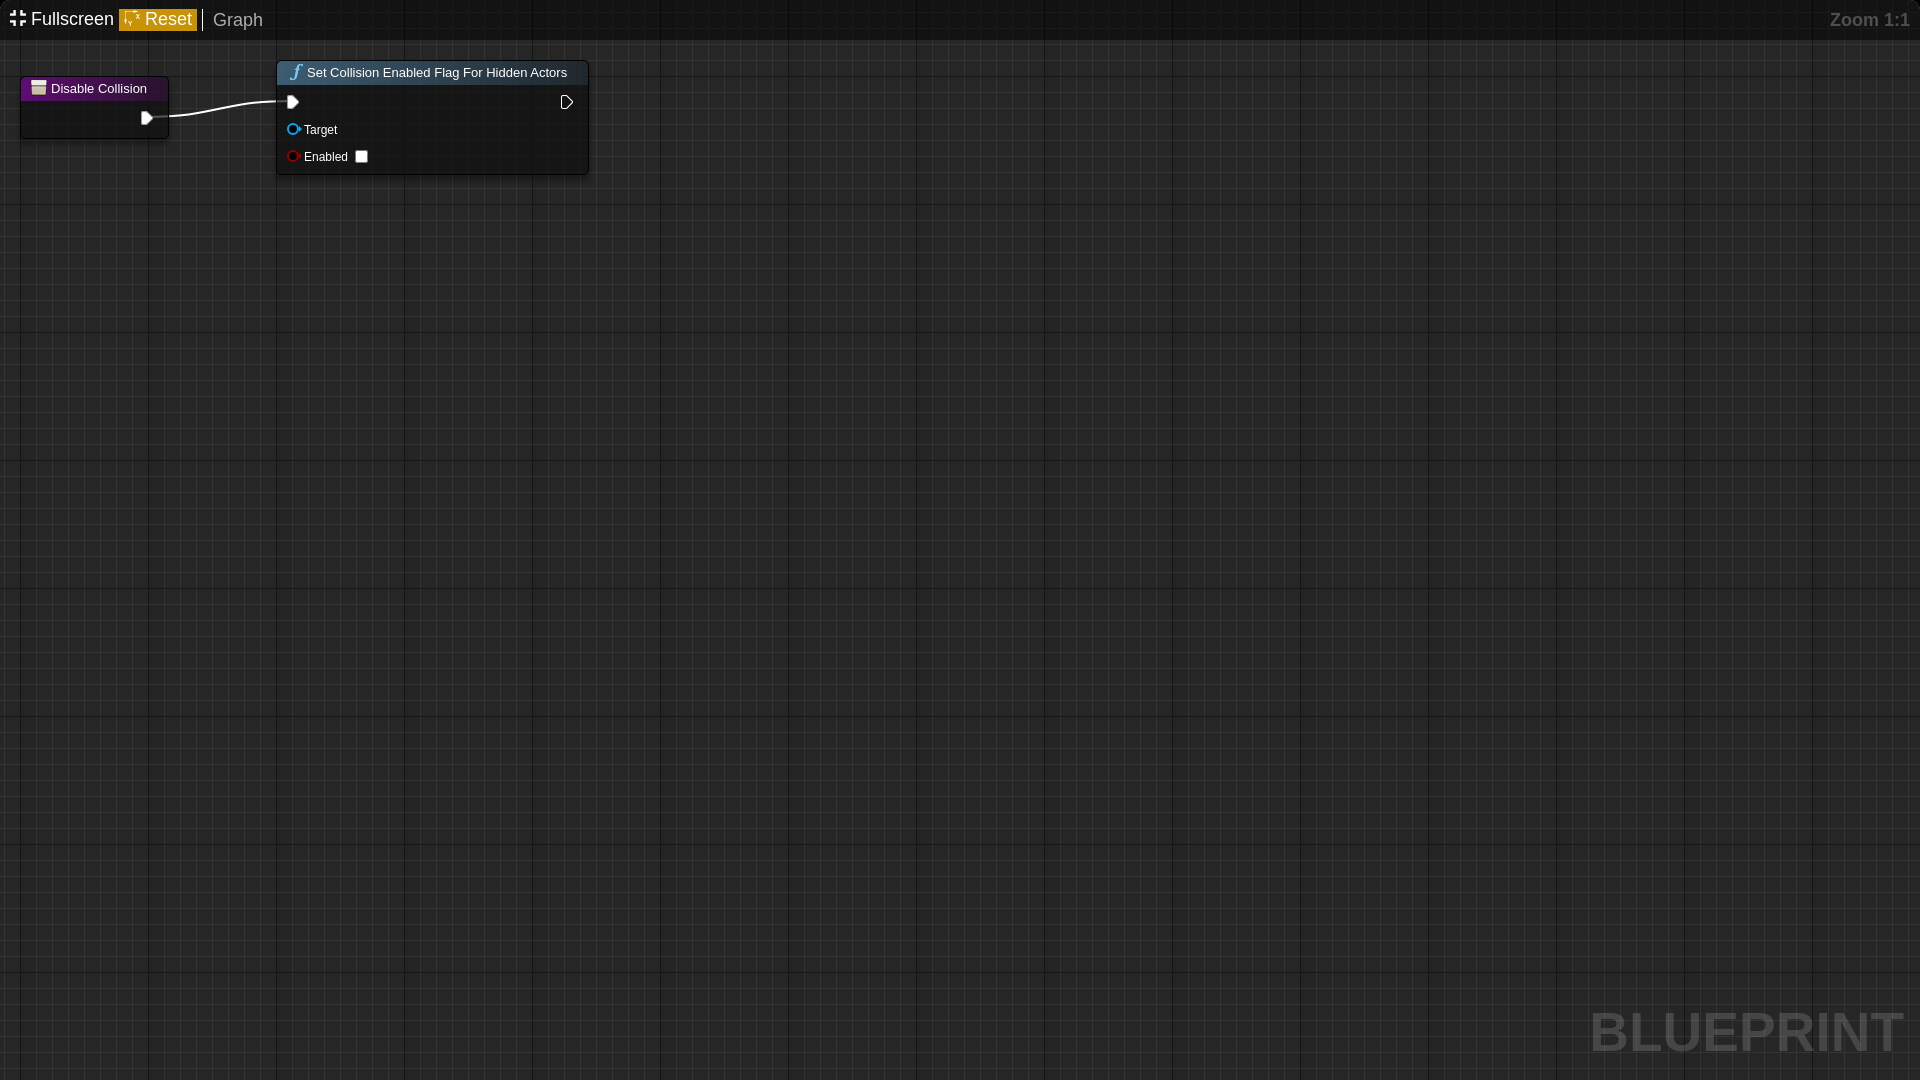 Fullscreen Reset Graph
Zoom 1:1
Set Collision Enabled Flag For Hidden Actors
Disable Collision
Target
Enabled
BLUEPRINT